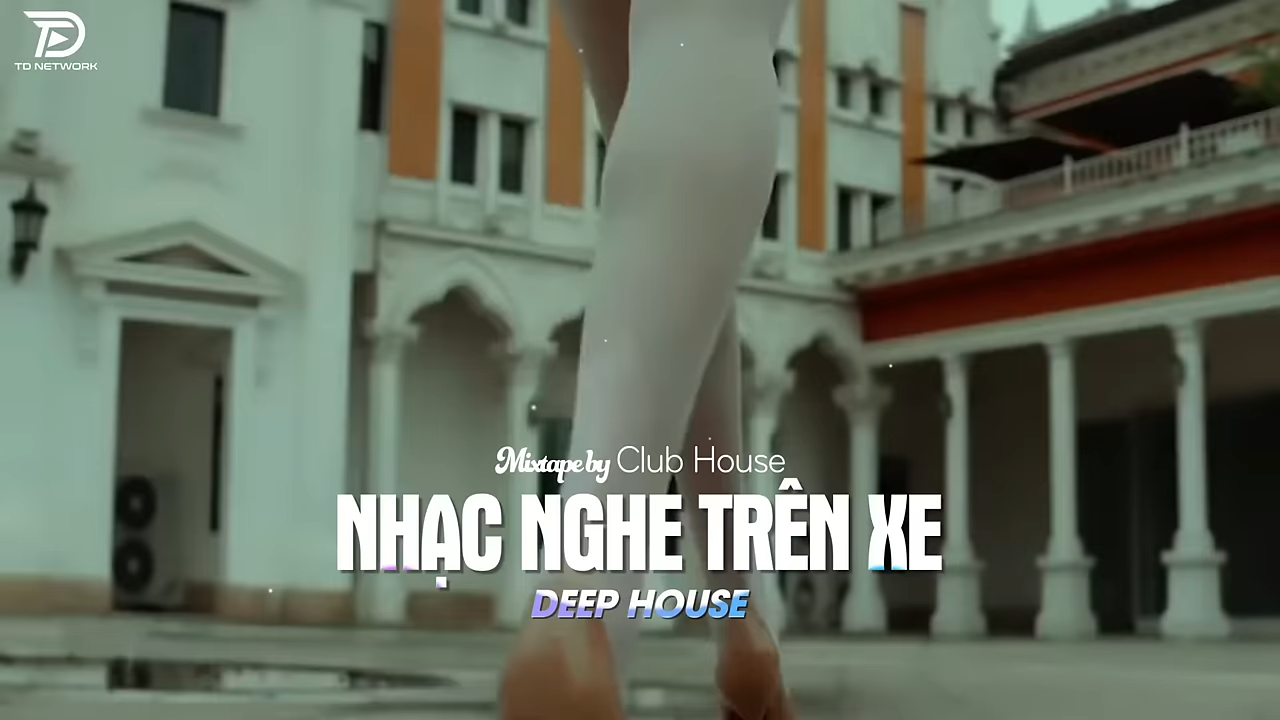 TD NETWORK
Mixtape by Club House
NHẠC NGHE TRÊN XE
DEEP HOUSE